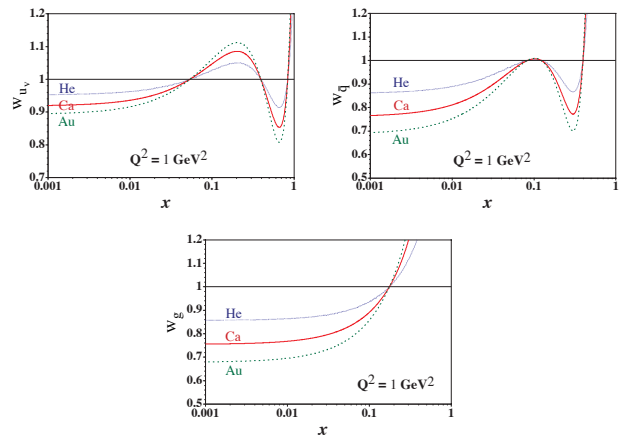 1.2
1.1
1
0.9
0.8
0.7
w_{u_v}
He
Ca
Au
Q² = 1 GeV²
0.001
0.01
0.1
1
x
1.2
1.1
1
0.9
0.8
0.7
0.6
0.5
w_{q̄}
He
Ca
Au
Q² = 1 GeV²
0.001
0.01
0.1
1
x
1.2
1.1
1
0.9
0.8
0.7
0.6
0.5
w_g
He
Ca
Au
Q² = 1 GeV²
0.001
0.01
0.1
1
x